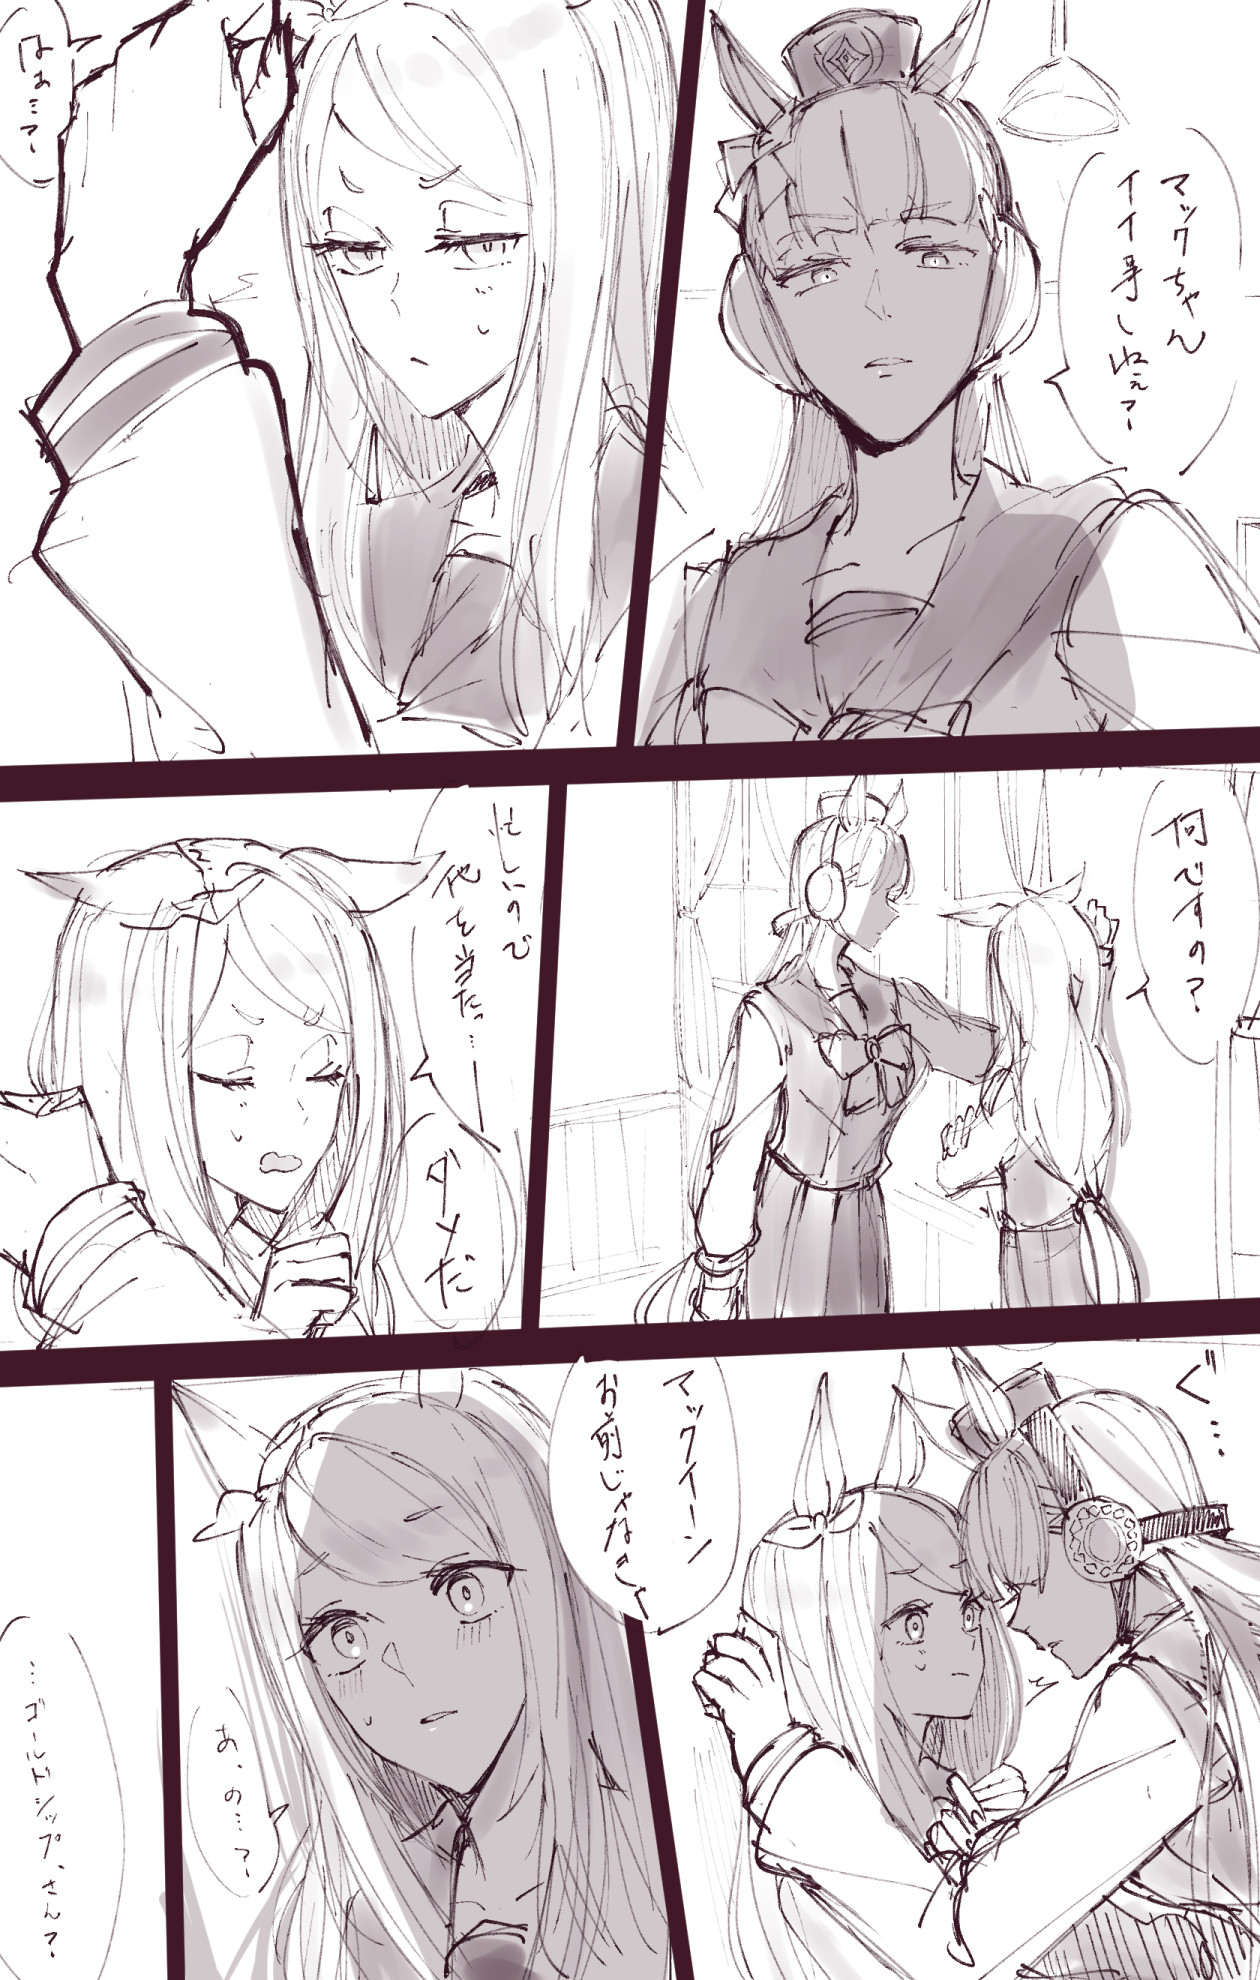 マックちゃん
イイ事しねぇ?
はぁ…?
何ですの?
忙しいので
他を当たっ…
ダメだ
ぐ…
マックイーン
お前じゃなきゃ
あ、の…?
…ゴールドシップ、さん?